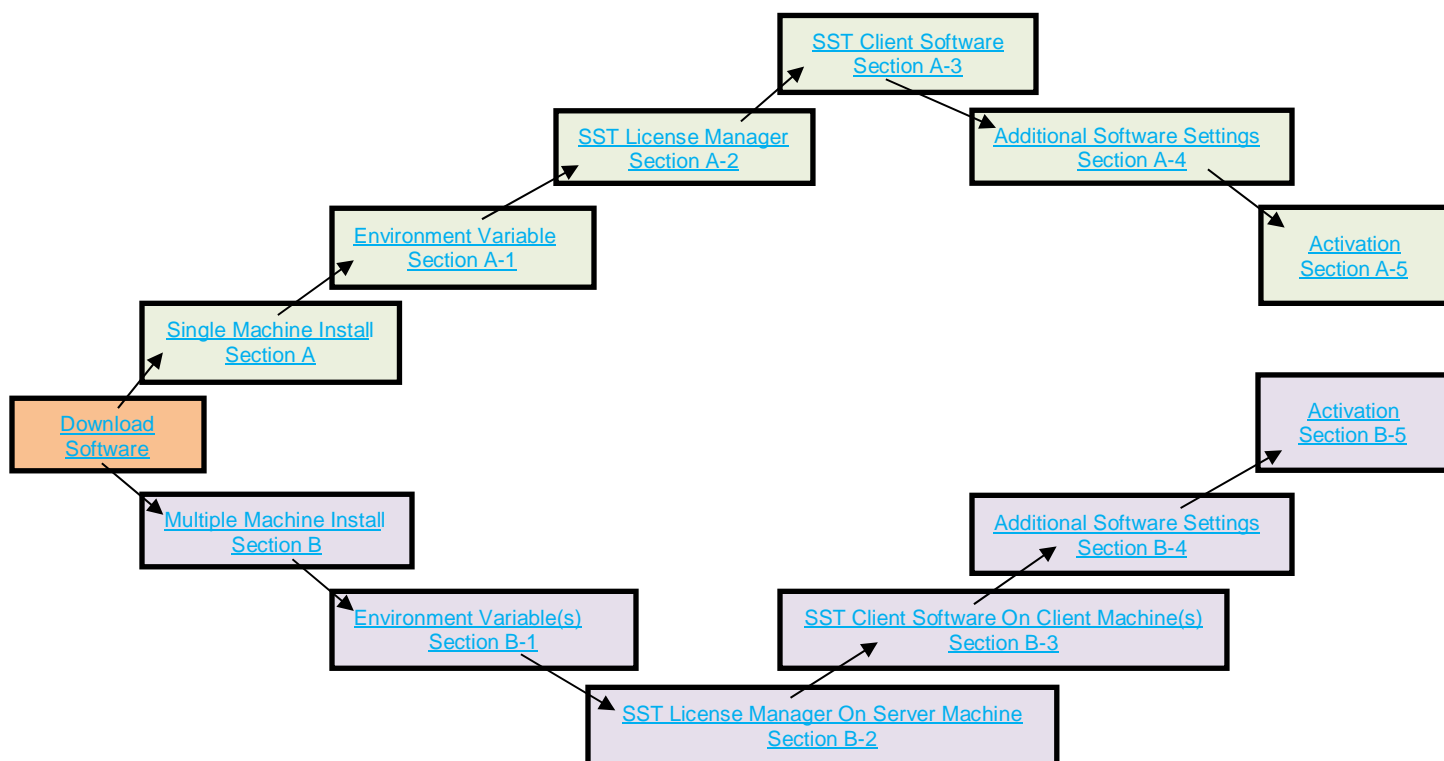 Download
Software
Single Machine Install
Section A
Environment Variable
Section A-1
SST License Manager
Section A-2
SST Client Software
Section A-3
Additional Software Settings
Section A-4
Activation
Section A-5
Multiple Machine Install
Section B
Environment Variable(s)
Section B-1
SST License Manager On Server Machine
Section B-2
SST Client Software On Client Machine(s)
Section B-3
Additional Software Settings
Section B-4
Activation
Section B-5